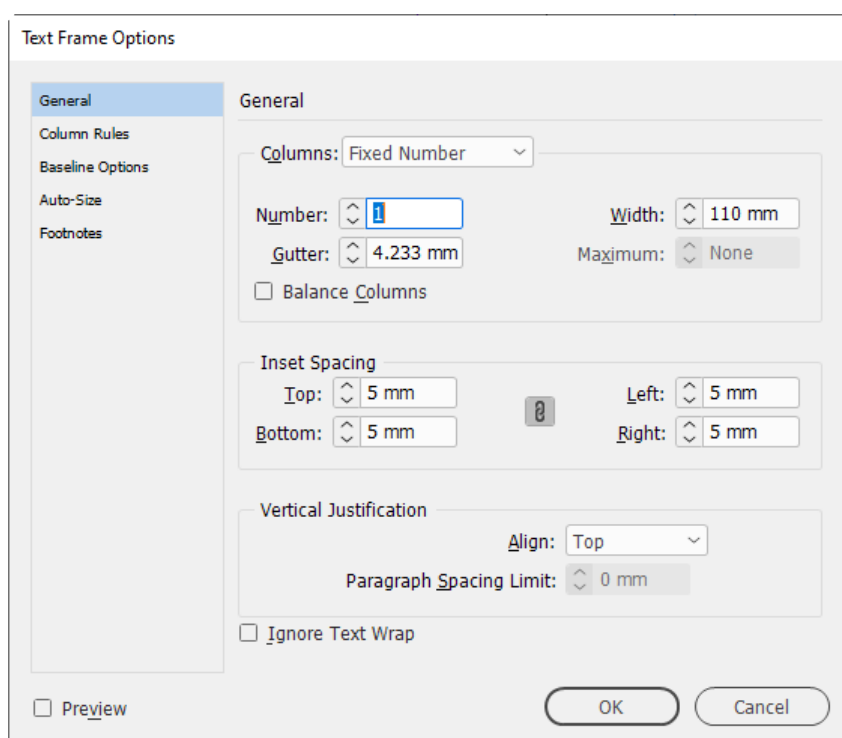 Text Frame Options
General
Column Rules
Baseline Options
Auto-Size
Footnotes
General
Columns: Fixed Number
Number: 1 Width: 110 mm
Gutter: 4.233 mm Maximum: None
Balance Columns
Inset Spacing
Top: 5 mm Left: 5 mm
Bottom: 5 mm Right: 5 mm
Vertical Justification
Align: Top
Paragraph Spacing Limit: 0 mm
Ignore Text Wrap
Preview OK Cancel